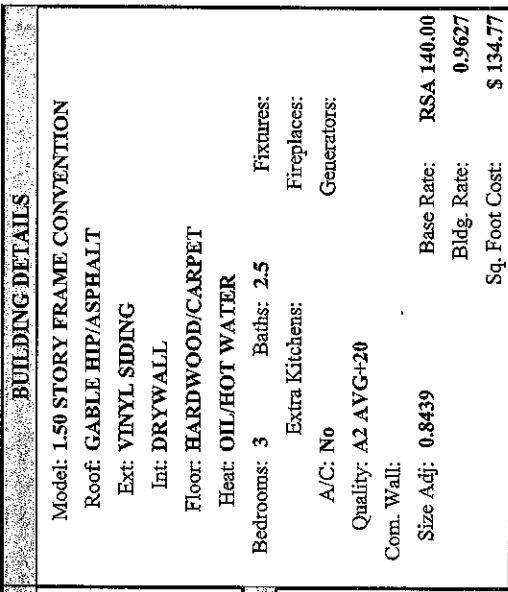 BUILDING DETAILS
Model: 1.50 STORY FRAME CONVENTION
Roof: GABLE HIP/ASPHALT
Ext: VINYL SIDING
Int: DRYWALL
Floor: HARDWOOD/CARPET
Heat: OIL/HOT WATER
Bedrooms: 3 Baths: 2.5 Fixtures:
Extra Kitchens: Fireplaces:
A/C: No Generators:
Quality: A2 AVG+20
Com. Wall:
Size Adj: 0.8439 Base Rate: RSA 140.00
Bldg. Rate: 0.9627
Sq. Foot Cost: $ 134.77